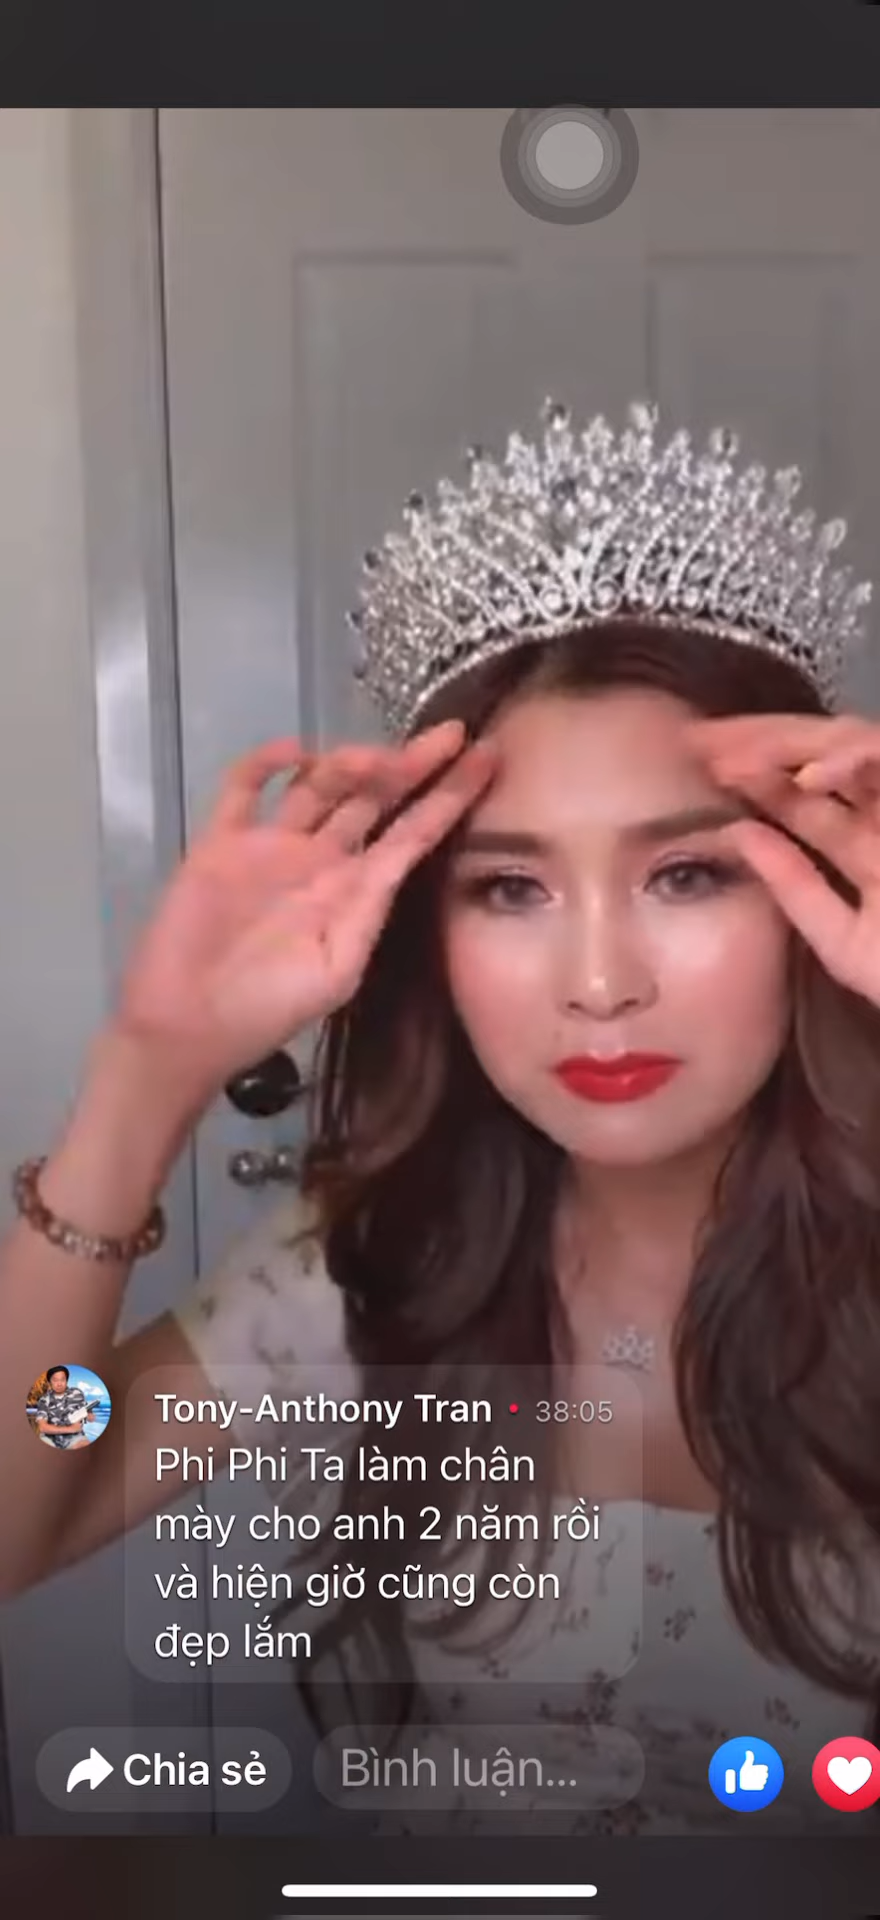 Tony-Anthony Tran • 38:05
Phi Phi Ta làm chân
mày cho anh 2 năm rồi
và hiện giờ cũng còn
đẹp lắm
Chia sẻ
Bình luận...